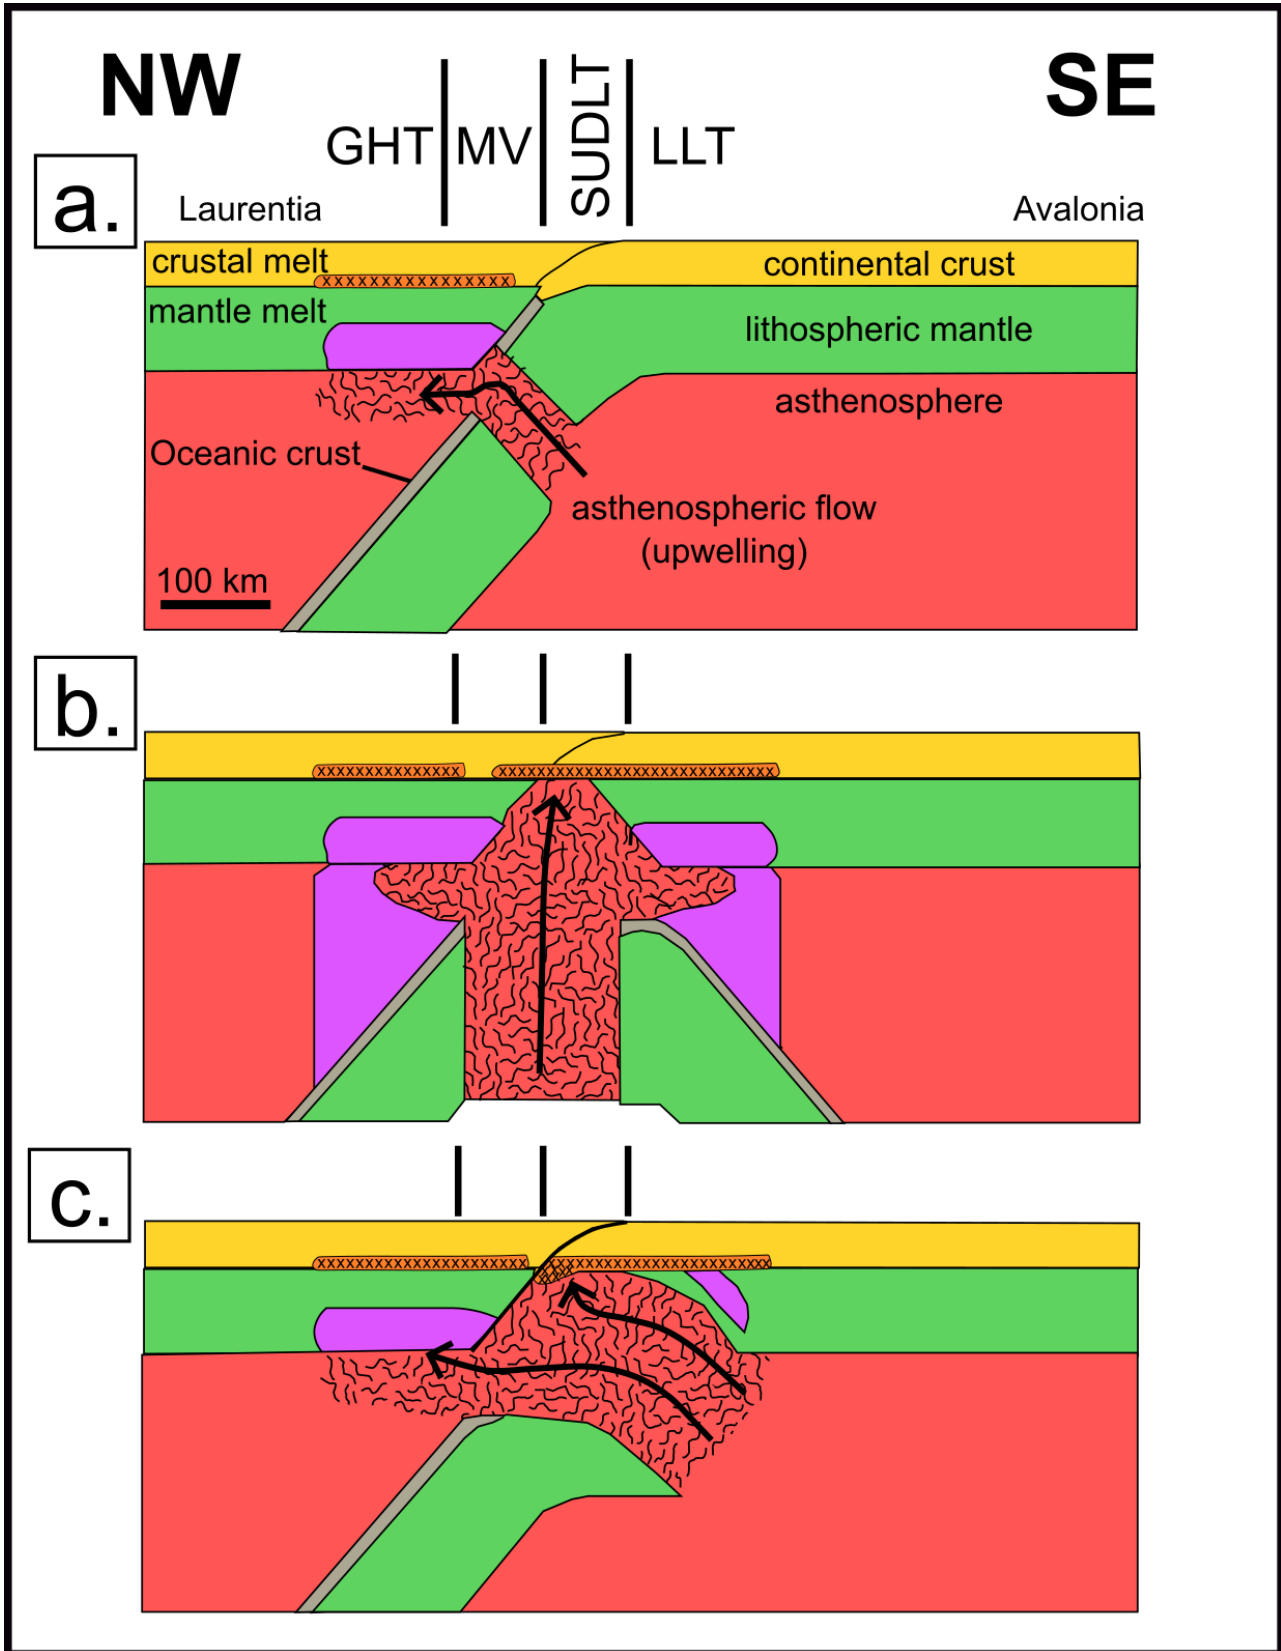 NW
SE
GHT
MV
SUDLT
LLT
a.
Laurentia
Avalonia
crustal melt
continental crust
mantle melt
lithospheric mantle
asthenosphere
Oceanic crust
asthenospheric flow
(upwelling)
100 km
b.
c.